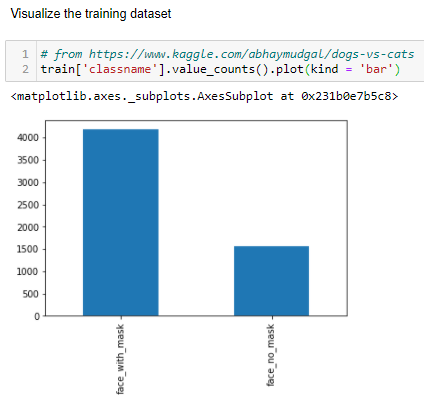 Visualize the training dataset
1 # from https://www.kaggle.com/abhaymudgal/dogs-vs-cats
2 train['classname'].value_counts().plot(kind = 'bar')
<matplotlib.axes._subplots.AxesSubplot at 0x231b0e7b5c8>
4000
3500
3000
2500
2000
1500
1000
500
0
face_with_mask
face_no_mask